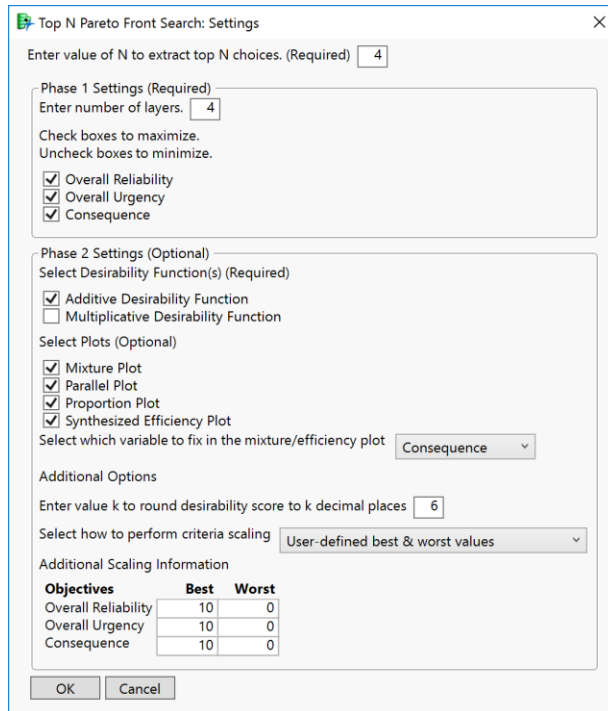 Top N Pareto Front Search: Settings
Enter value of N to extract top N choices. (Required) 4
Phase 1 Settings (Required)
Enter number of layers. 4
Check boxes to maximize.
Uncheck boxes to minimize.
Overall Reliability
Overall Urgency
Consequence
Phase 2 Settings (Optional)
Select Desirability Function(s) (Required)
Additive Desirability Function
Multiplicative Desirability Function
Select Plots (Optional)
Mixture Plot
Parallel Plot
Proportion Plot
Synthesized Efficiency Plot
Select which variable to fix in the mixture/efficiency plot Consequence
Additional Options
Enter value k to round desirability score to k decimal places 6
Select how to perform criteria scaling User-defined best & worst values
Additional Scaling Information
Objectives Best Worst
Overall Reliability 10 0
Overall Urgency 10 0
Consequence 10 0
OK Cancel